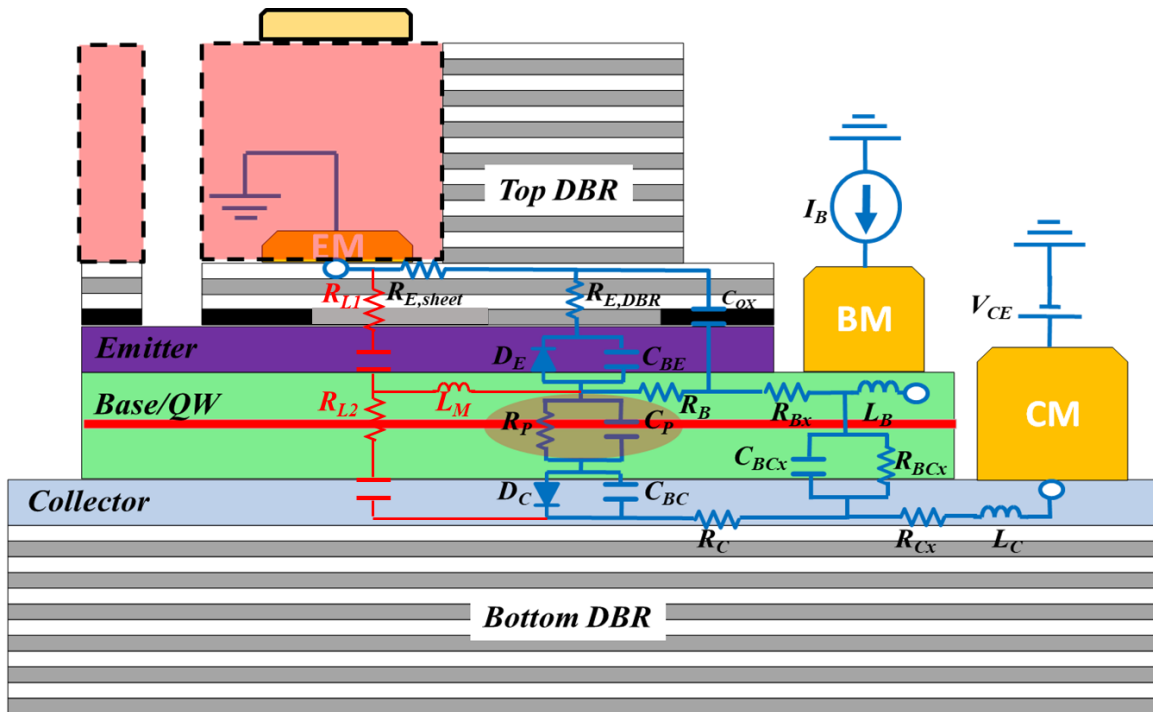 Top DBR
I_B
EM
V_CE
R_L1
R_E,sheet
R_E,DBR
C_ox
BM
Emitter
D_E
C_BE
CM
Base/QW
R_L2
L_M
R_B
R_Bx
L_B
R_P
C_P
C_BCx
R_BCx
Collector
D_C
C_BC
R_C
R_Cx
L_C
Bottom DBR